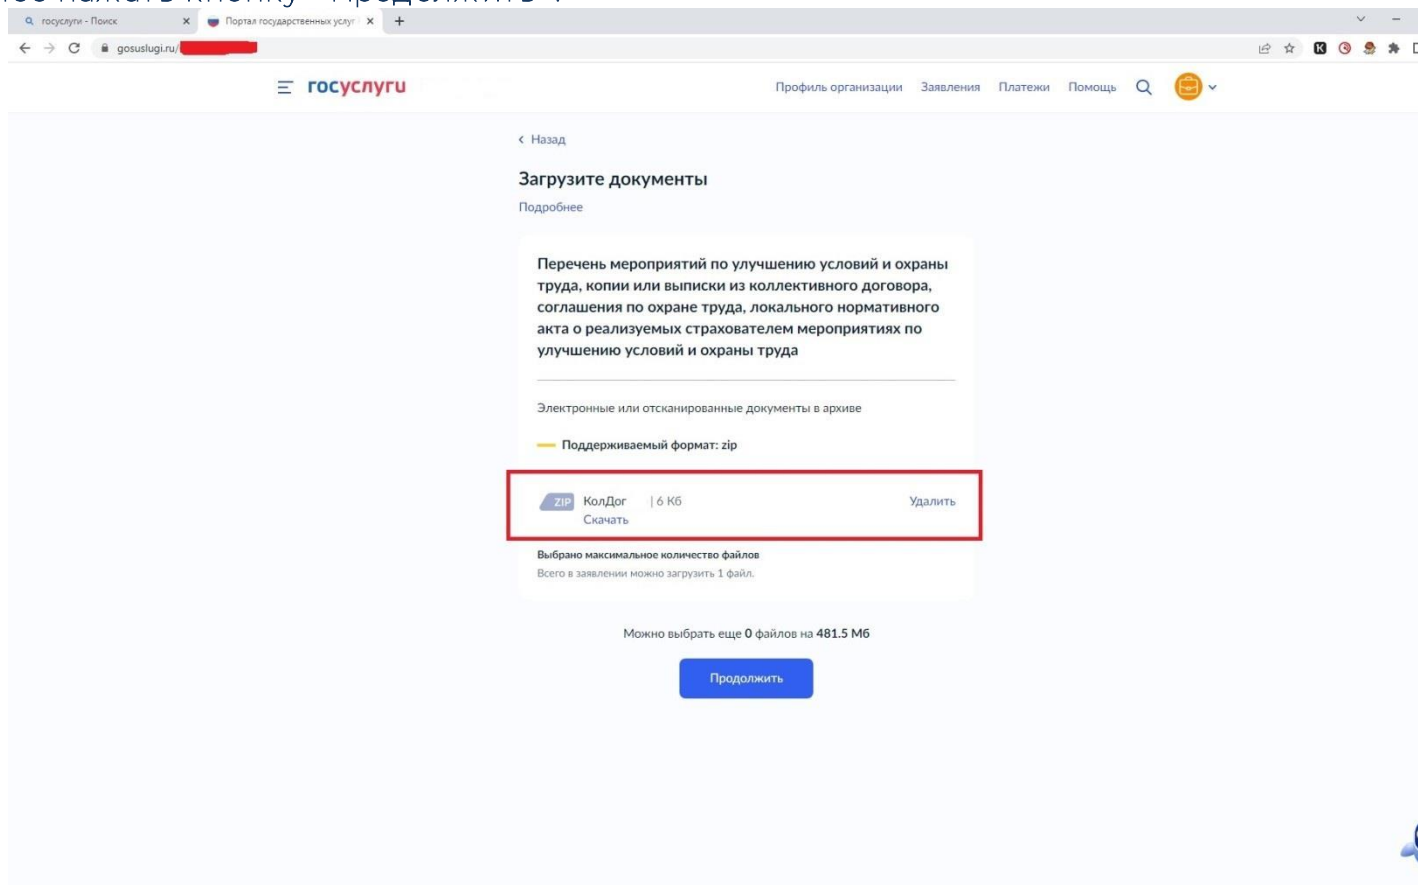 нажать кнопку "Продолжить".
госуслуги - Поиск
Портал государственных услуг
gosuslugi.ru/
госуслуги
Профиль организации Заявления Платежи Помощь
Назад
Загрузите документы
Подробнее
Перечень мероприятий по улучшению условий и охраны
труда, копии или выписки из коллективного договора,
соглашения по охране труда, локального нормативного
акта о реализуемых страхователем мероприятиях по
улучшению условий и охраны труда
Электронные или отсканированные документы в архиве
Поддерживаемый формат: zip
ZIP КолДог | 6 Кб Удалить
Скачать
Выбрано максимальное количество файлов
Всего в заявлении можно загрузить 1 файл.
Можно выбрать еще 0 файлов на 481.5 Мб
Продолжить